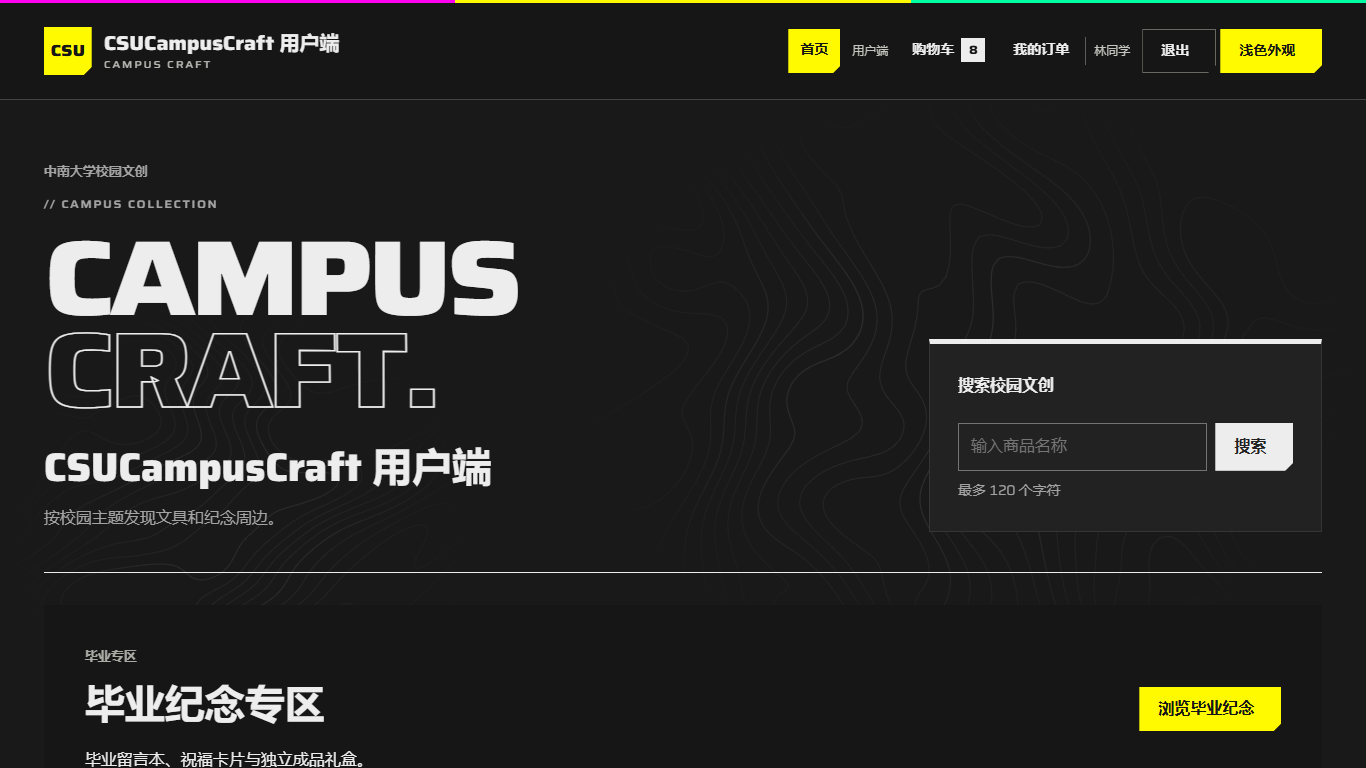 CSU
CSUCampusCraft 用户端
CAMPUS CRAFT
首页 用户端 购物车 8 我的订单 林同学 退出 浅色外观
中南大学校园文创
// CAMPUS COLLECTION
CAMPUS
CRAFT.
CSUCampusCraft 用户端
按校园主题发现文具和纪念周边。
搜索校园文创
输入商品名称 搜索
最多 120 个字符
毕业专区
毕业纪念专区
浏览毕业纪念
毕业留言本、祝福卡片与独立成品礼盒。